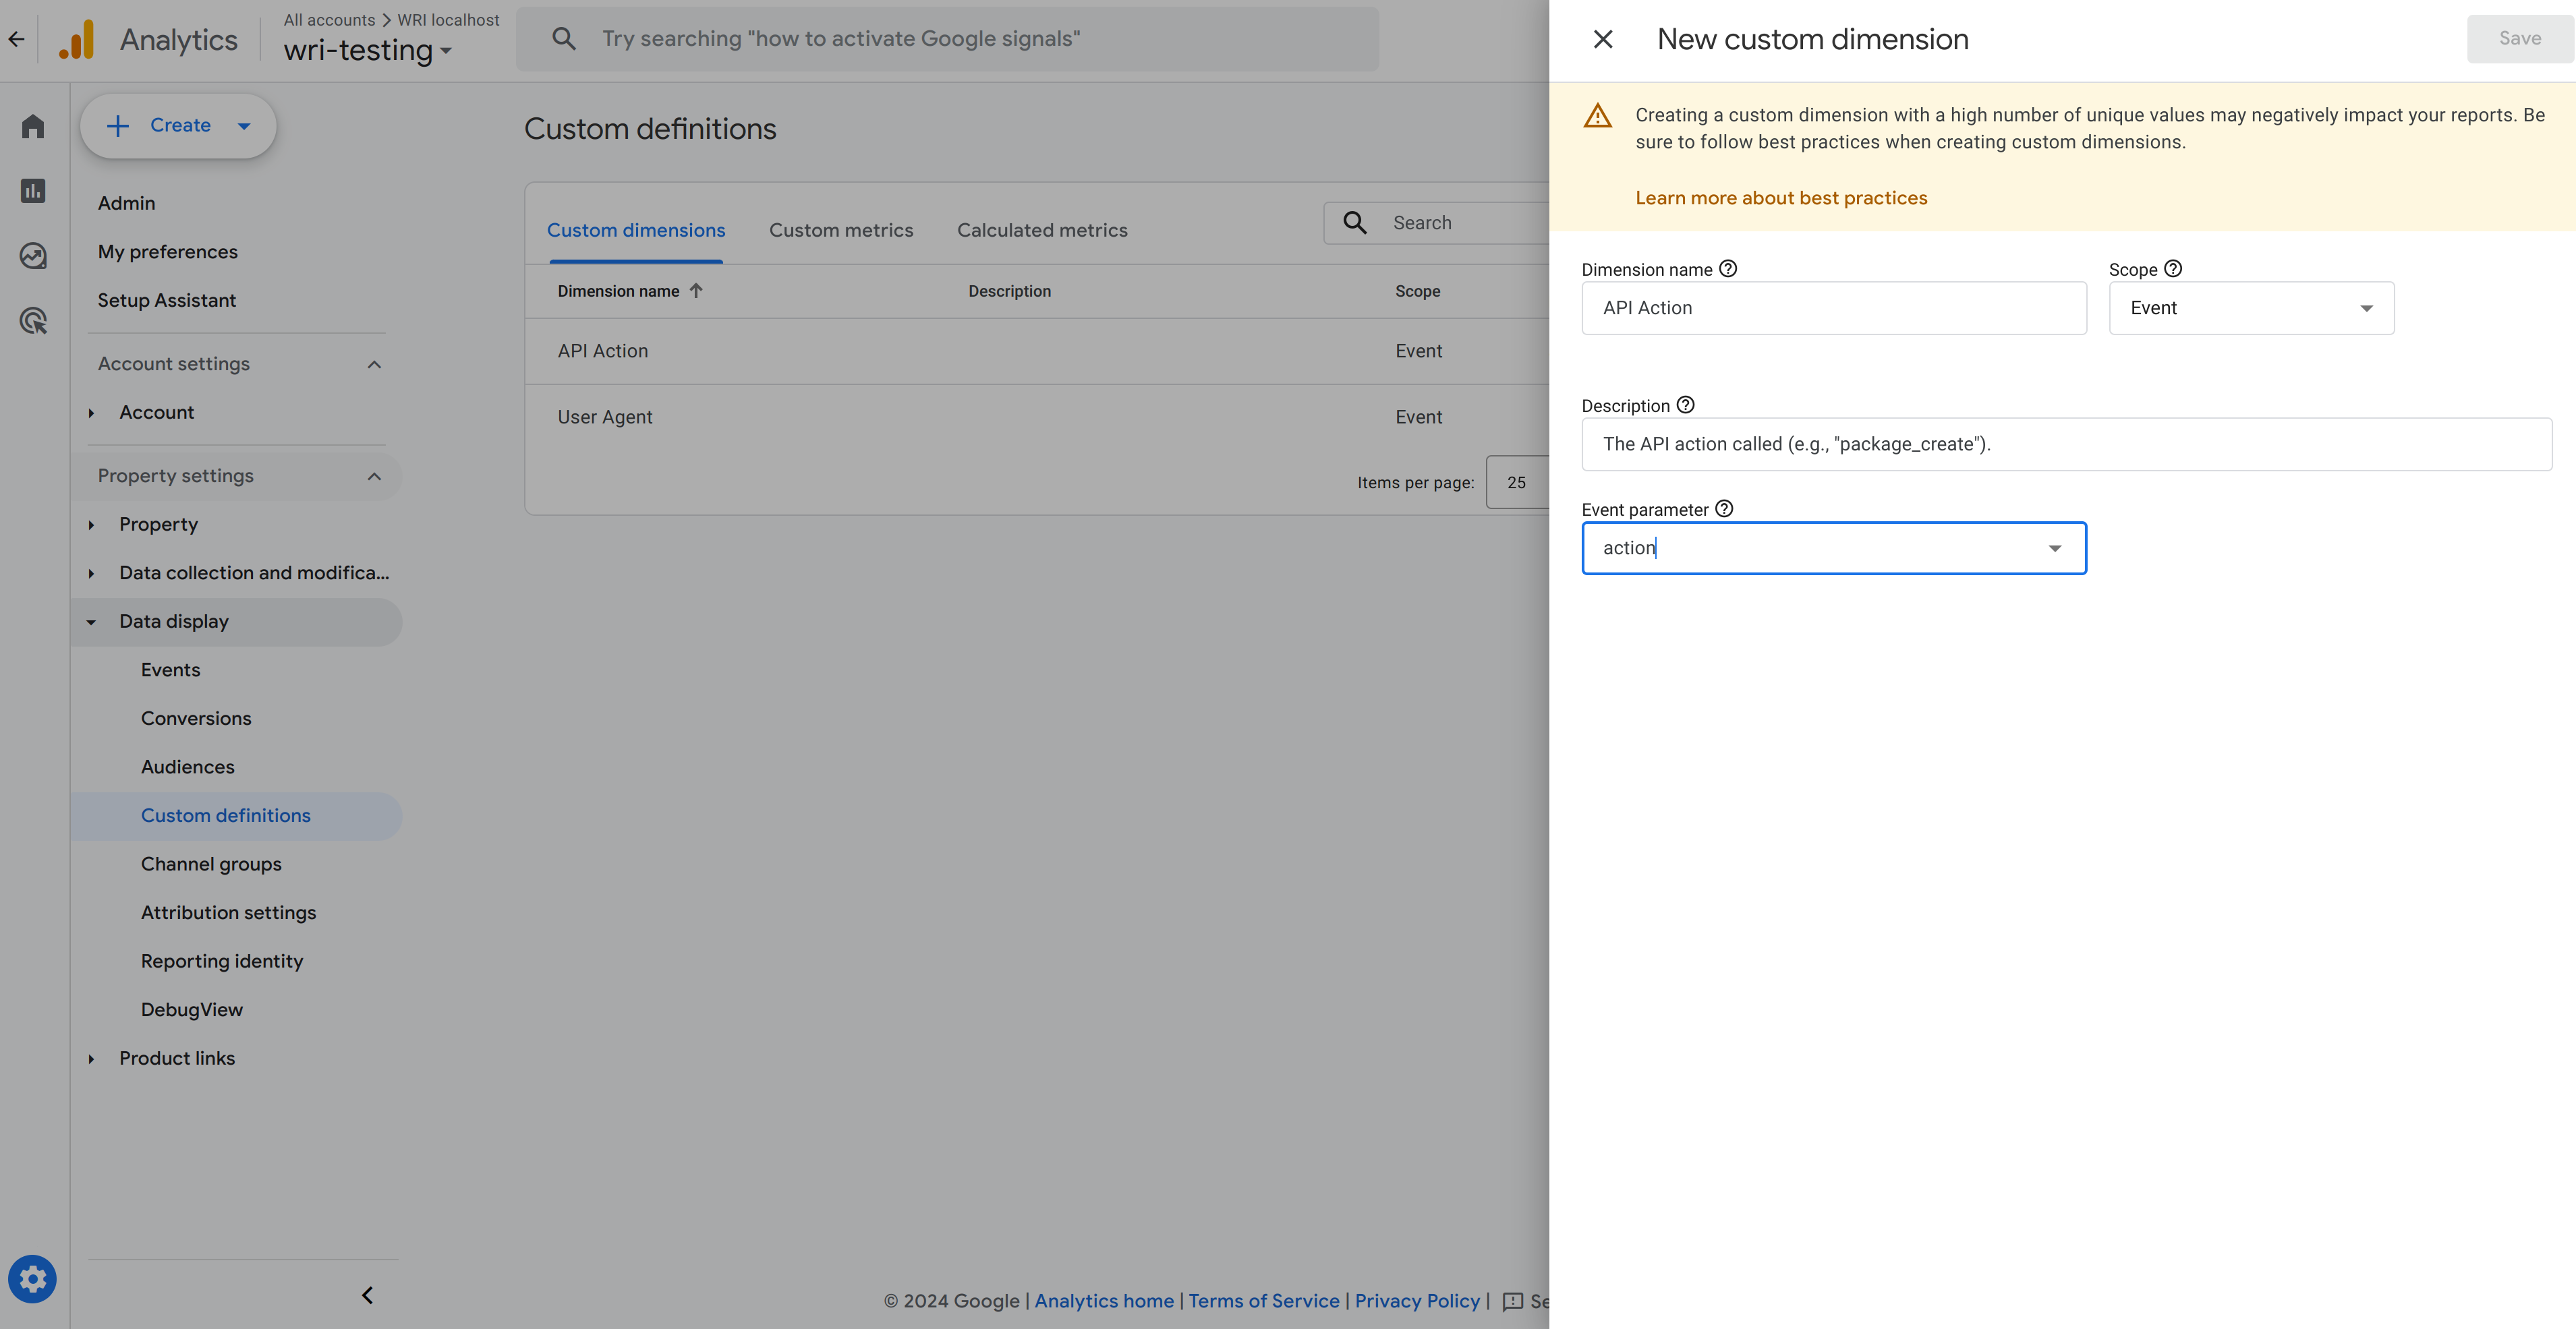 Analytics
All accounts > WRI localhost
wri-testing
Try searching "how to activate Google signals"
Create
Admin
My preferences
Setup Assistant
Account settings
Account
Property settings
Property
Data collection and modifica...
Data display
Events
Conversions
Audiences
Custom definitions
Channel groups
Attribution settings
Reporting identity
DebugView
Product links
Custom definitions
Custom dimensions Custom metrics Calculated metrics
Search
Dimension name Description Scope
API Action Event
User Agent Event
Items per page: 25
© 2024 Google | Analytics home | Terms of Service | Privacy Policy | Se
New custom dimension
Save
Creating a custom dimension with a high number of unique values may negatively impact your reports. Be
sure to follow best practices when creating custom dimensions.
Learn more about best practices
Dimension name Scope
API Action Event
Description
The API action called (e.g., "package_create").
Event parameter
action